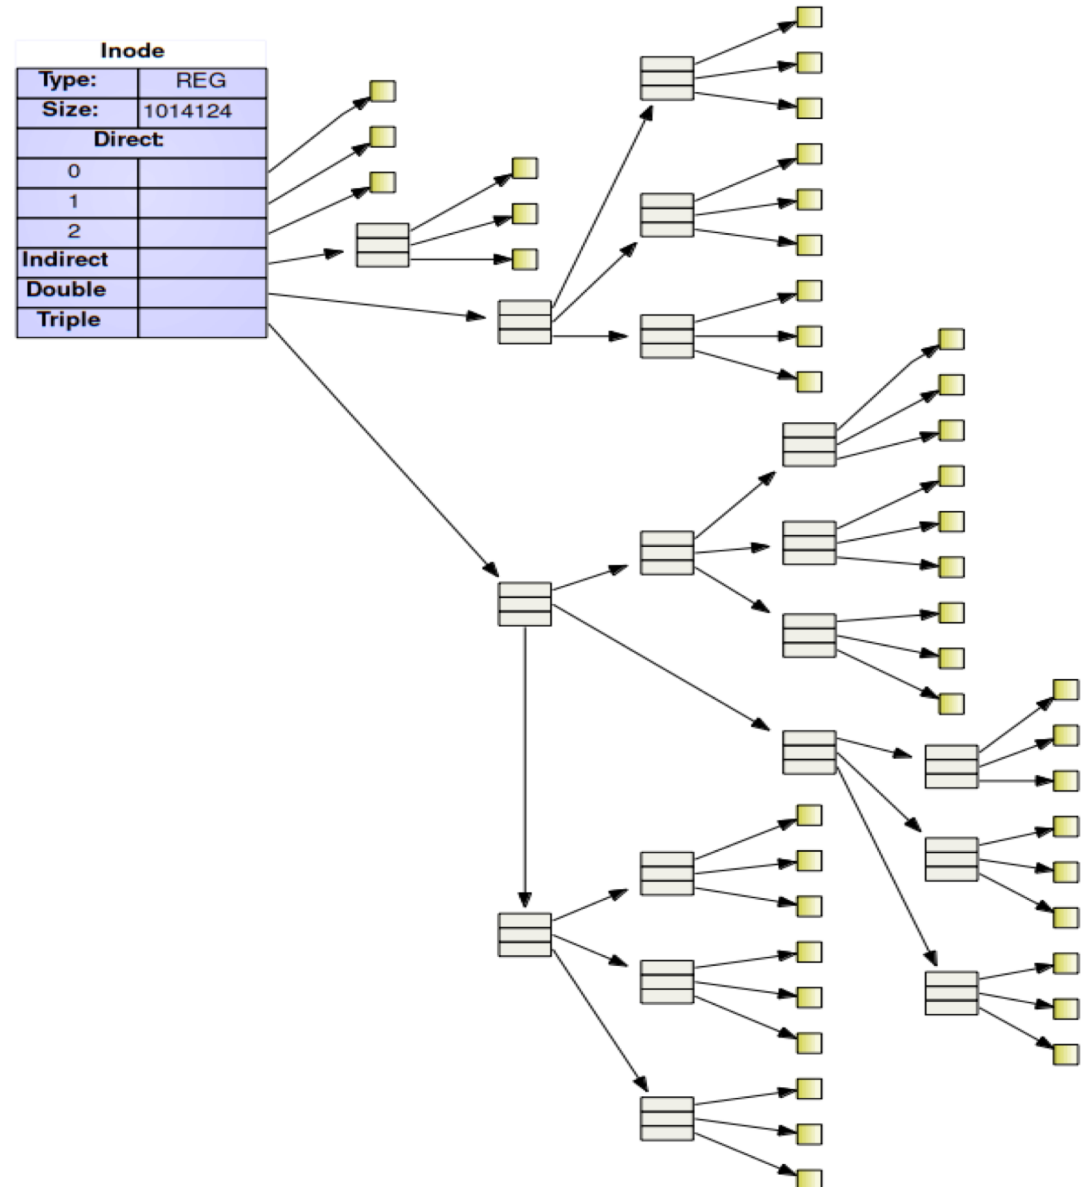 Inode
Type: REG
Size: 1014124
Direct:
0
1
2
Indirect
Double
Triple